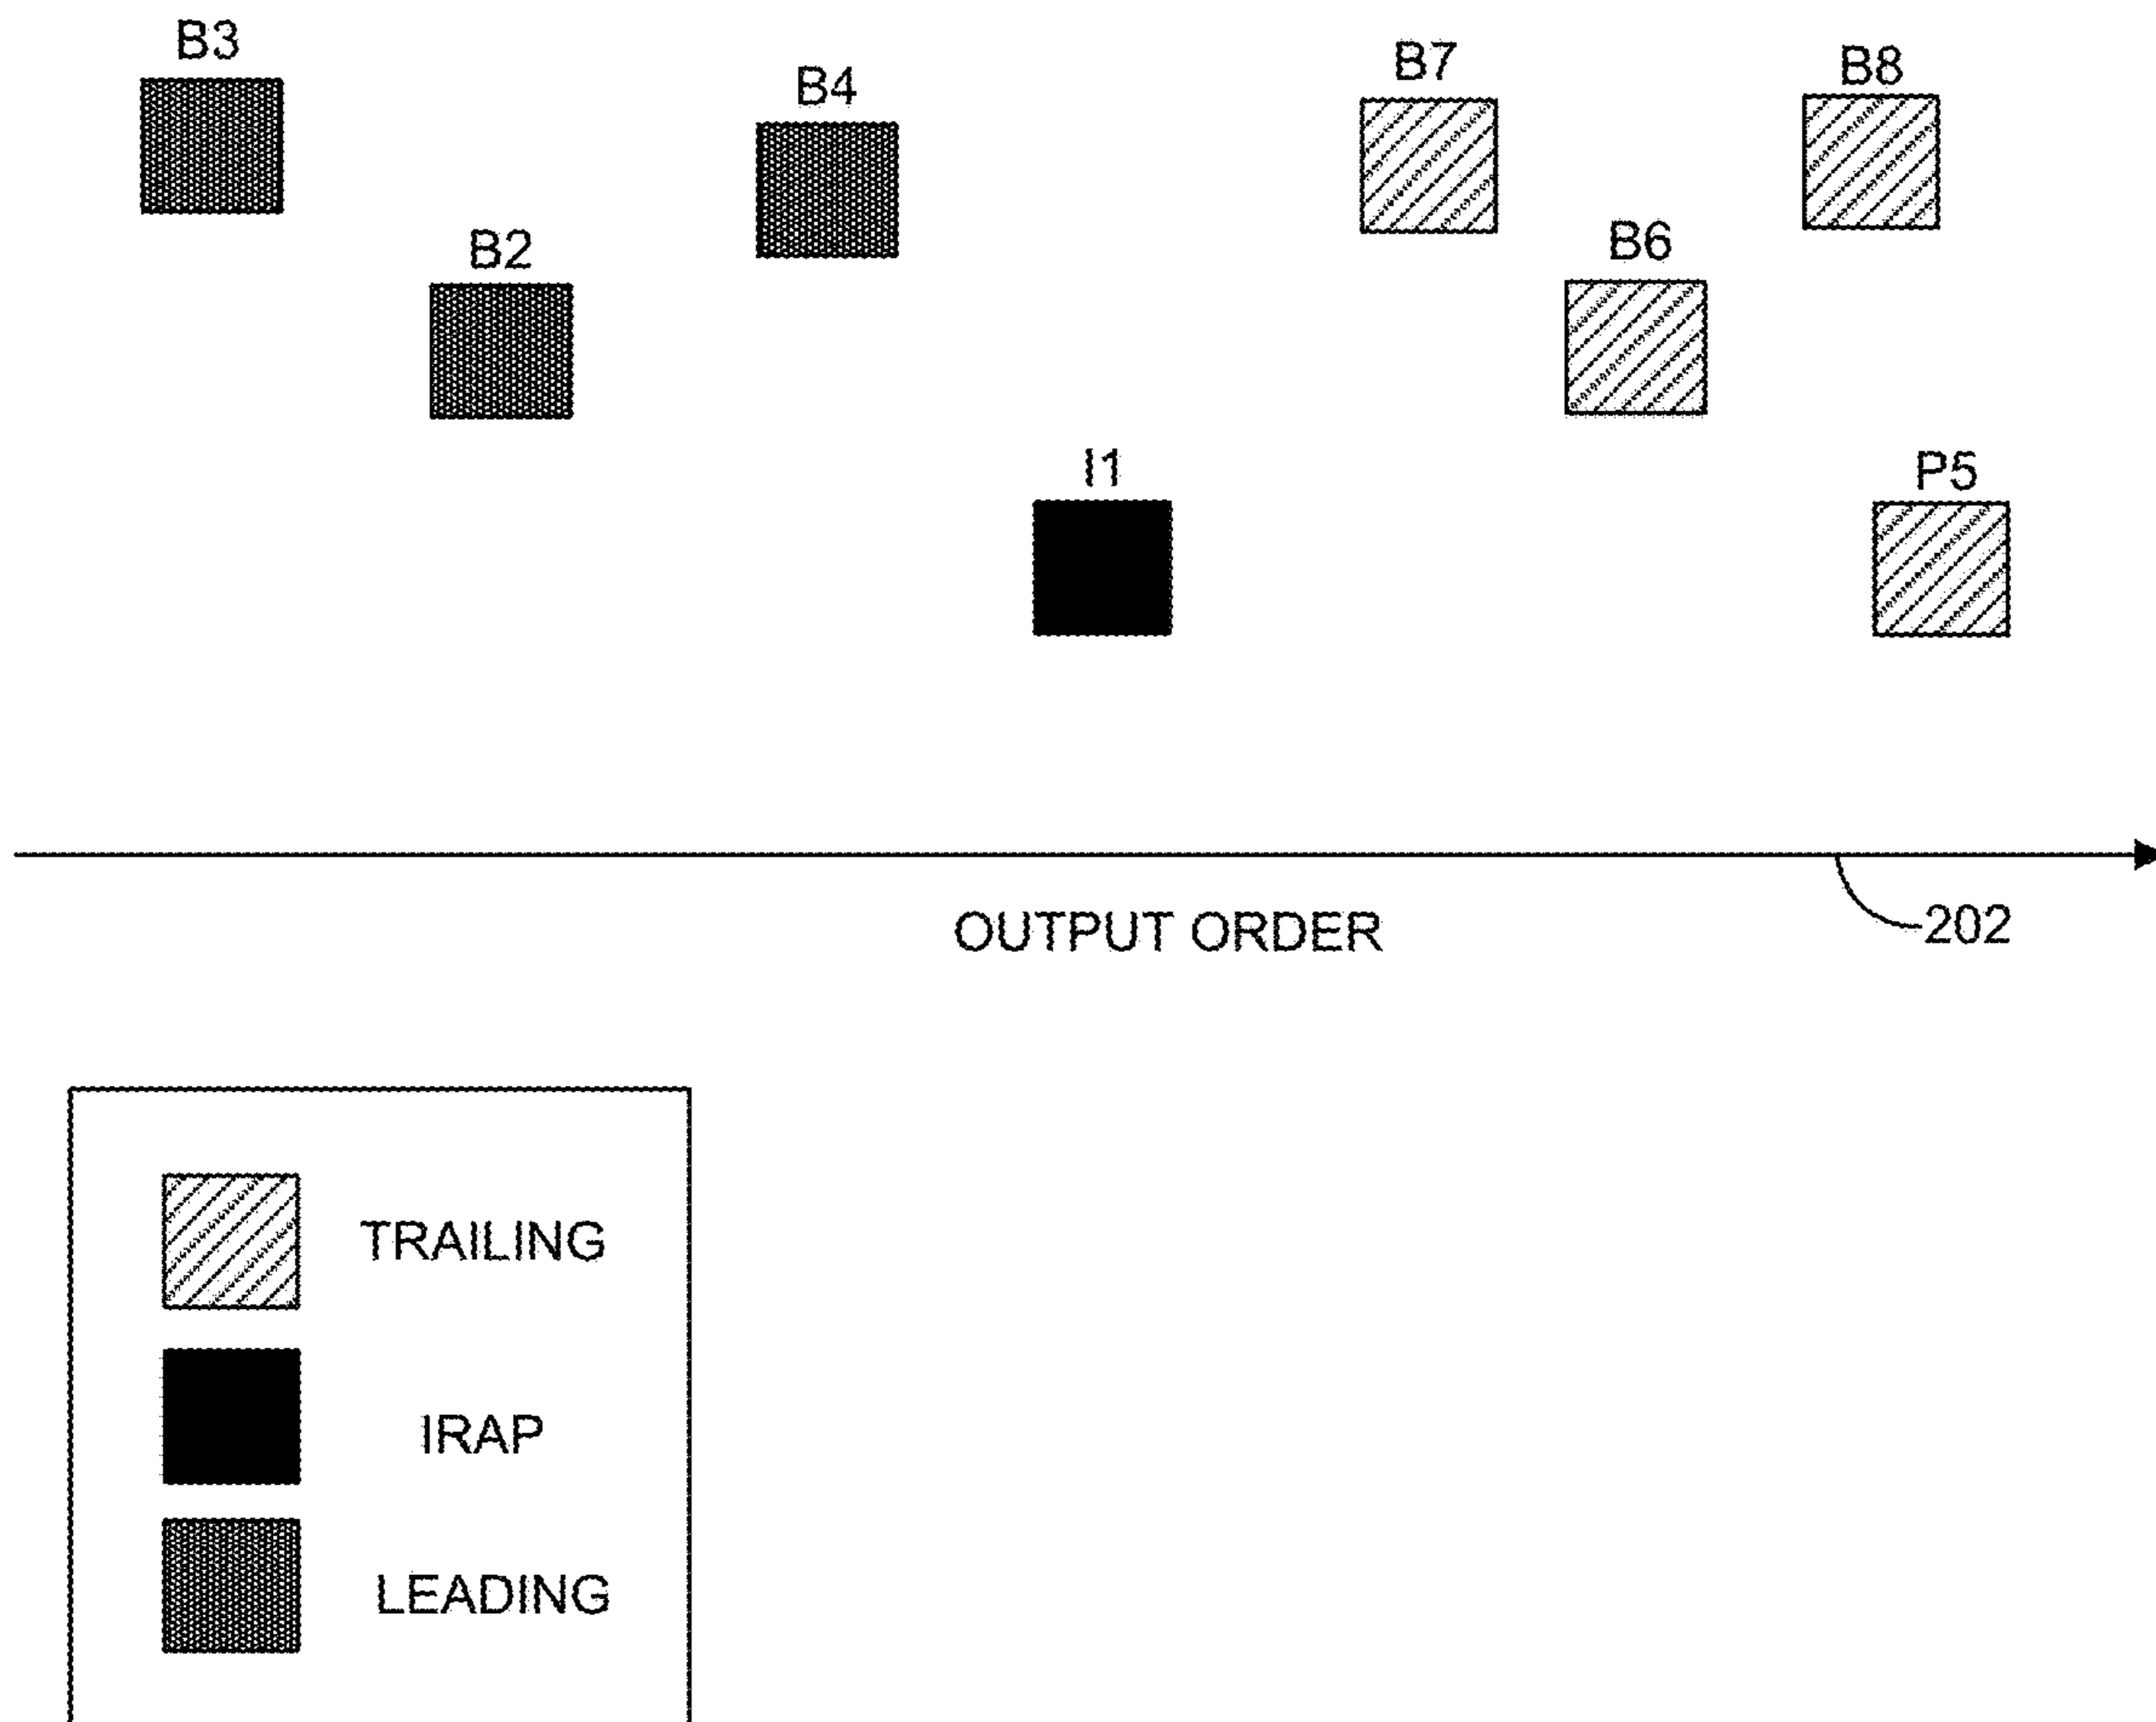 B3
B4
B7
B8
B2
B6
I1
P5
OUTPUT ORDER
202
TRAILING
IRAP
LEADING